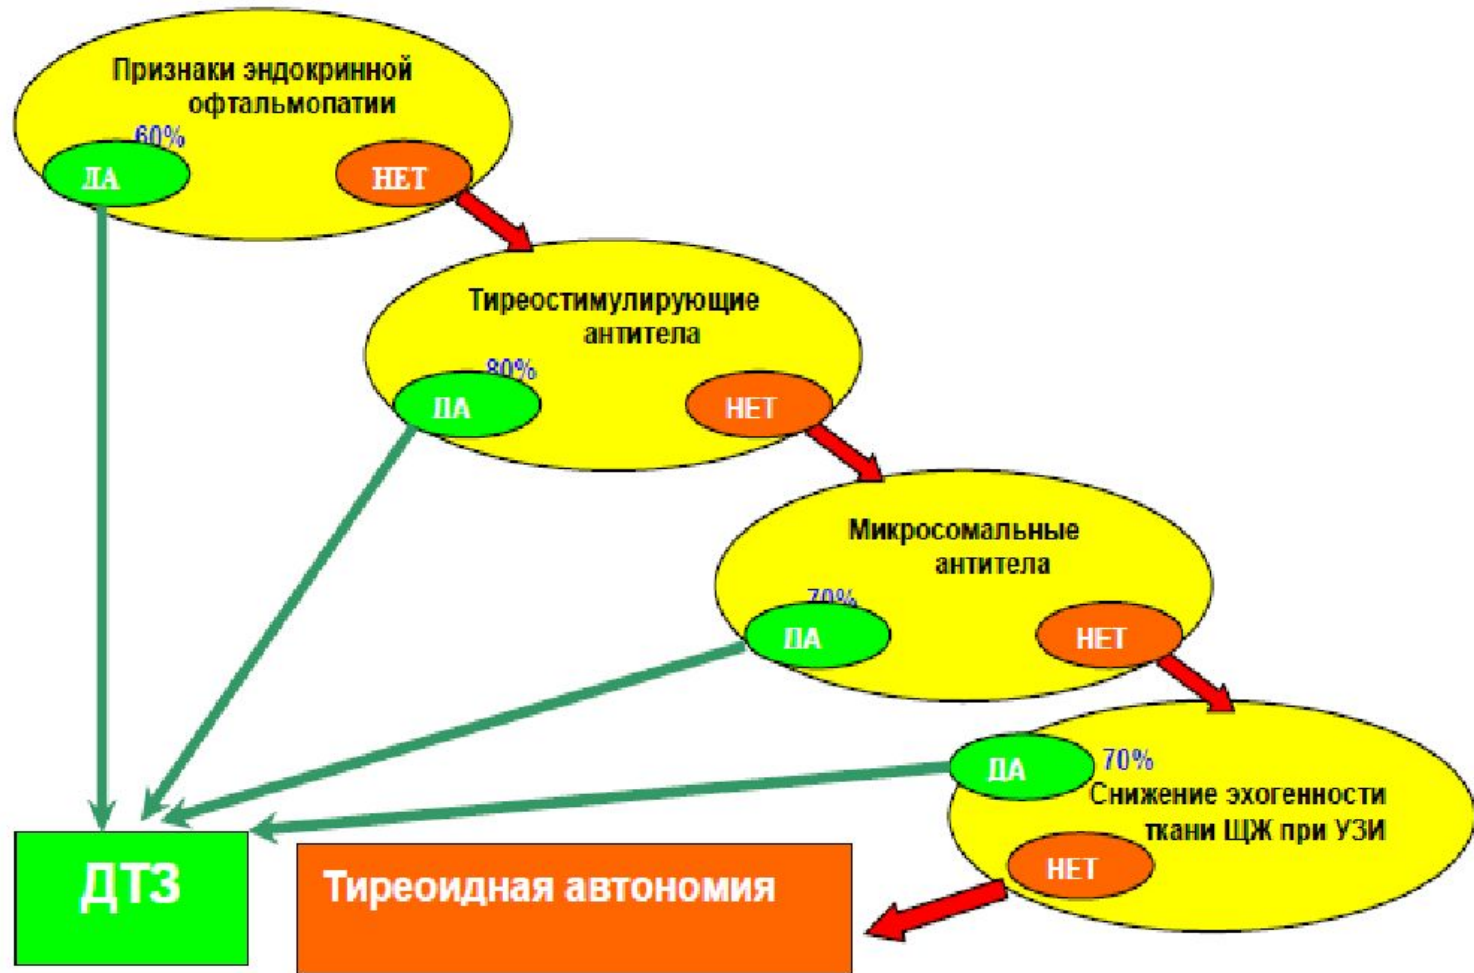 Признаки эндокринной
офтальмопатии
60%
ДА
НЕТ
Тиреостимулирующие
антитела
80%
ДА
НЕТ
Микросомальные
антитела
70%
ДА
НЕТ
ДА
70%
Снижение эхогенности
ткани ЩЖ при УЗИ
НЕТ
ДТЗ
Тиреоидная автономия